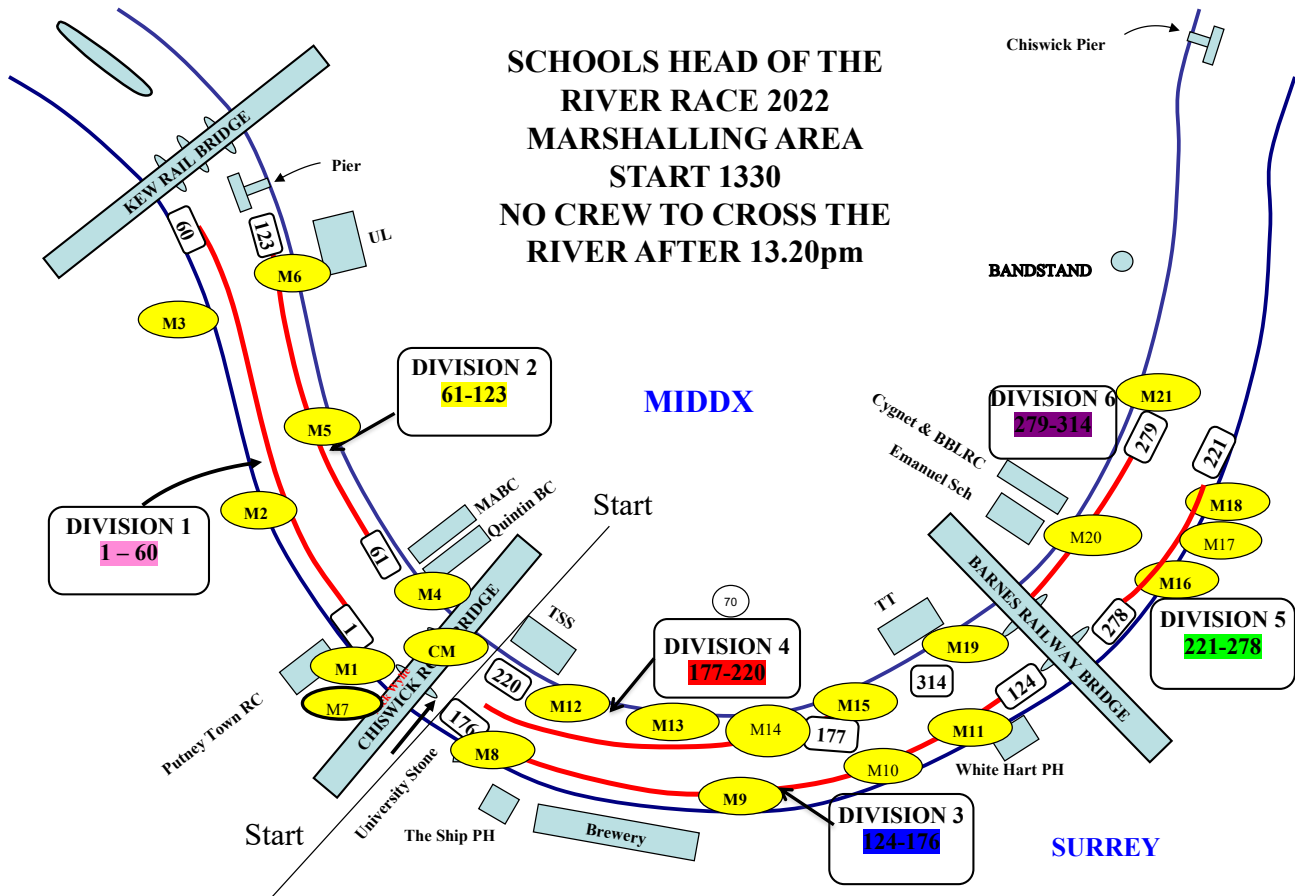 SCHOOLS HEAD OF THE
RIVER RACE 2022
MARSHALLING AREA
START 1330
NO CREW TO CROSS THE
RIVER AFTER 13.20pm
Chiswick Pier
KEW RAIL BRIDGE
Pier
60
123
UL
M6
M3
BANDSTAND
DIVISION 2
61-123
MIDDX
M5
DIVISION 6
279-314
M21
Cygnet & BBLRC
279
221
Emanuel Sch
MABC
Quintin BC
Start
M2
DIVISION 1
1 – 60
M18
M17
M20
M16
61
M4
BARNES RAILWAY BRIDGE
278
DIVISION 5
221-278
70
TT
TSS
1
CM
DIVISION 4
177-220
M19
M1
M7
CHISWICK RO BRIDGE
220
314
124
M12
M13
M14
M15
177
M11
Putney Town RC
176
M8
M10
White Hart PH
University Stone
M9
Start
The Ship PH
Brewery
DIVISION 3
124-176
SURREY